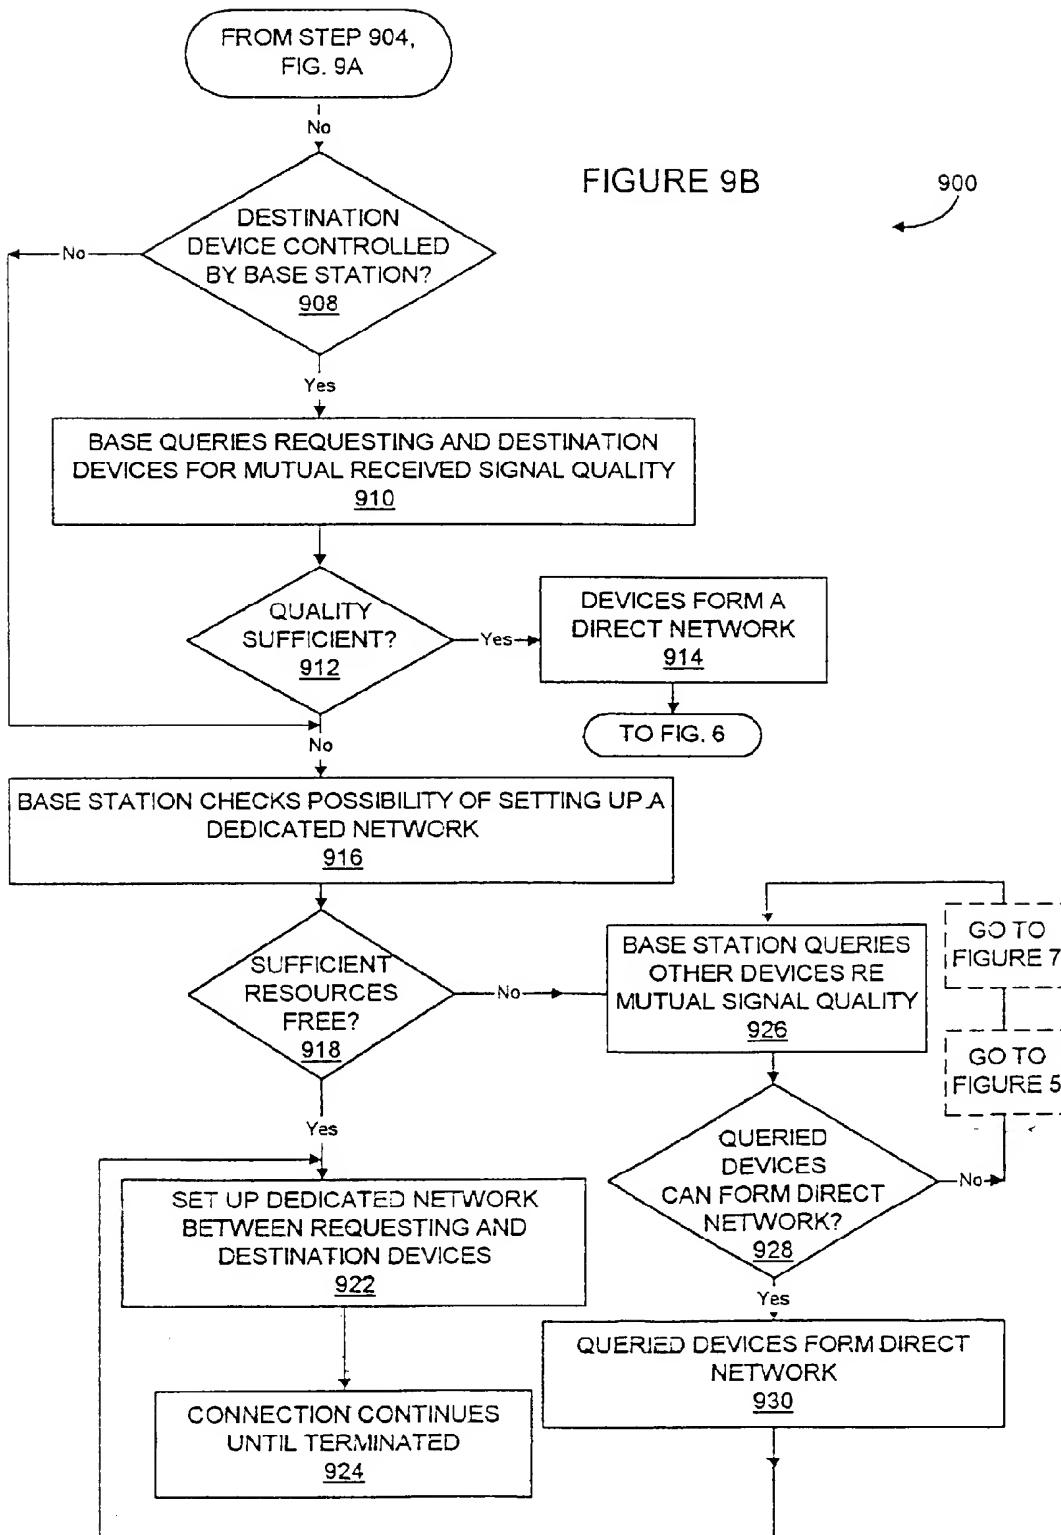 FROM STEP 904,
FIG. 9A
No
FIGURE 9B
900
DESTINATION
DEVICE CONTROLLED
BY BASE STATION?
908
No
Yes
BASE QUERIES REQUESTING AND DESTINATION
DEVICES FOR MUTUAL RECEIVED SIGNAL QUALITY
910
QUALITY
SUFFICIENT?
912
Yes
DEVICES FORM A
DIRECT NETWORK
914
TO FIG. 6
No
BASE STATION CHECKS POSSIBILITY OF SETTING UP A
DEDICATED NETWORK
916
SUFFICIENT
RESOURCES
FREE?
918
No
BASE STATION QUERIES
OTHER DEVICES RE
MUTUAL SIGNAL QUALITY
926
GO TO
FIGURE 7
GO TO
FIGURE 5
Yes
QUERIED
DEVICES
CAN FORM DIRECT
NETWORK?
928
No
SET UP DEDICATED NETWORK
BETWEEN REQUESTING AND
DESTINATION DEVICES
922
Yes
QUERIED DEVICES FORM DIRECT
NETWORK
930
CONNECTION CONTINUES
UNTIL TERMINATED
924